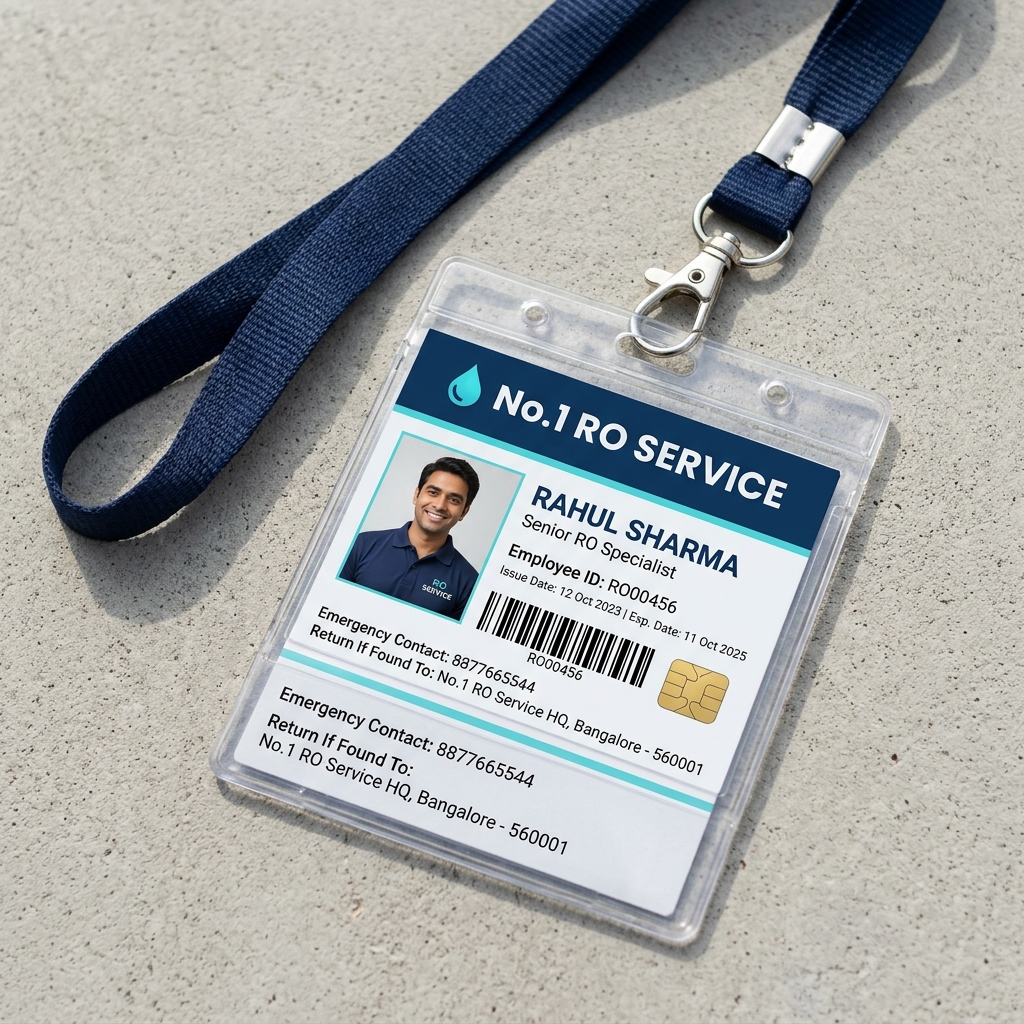 No.1 RO SERVICE
RAHUL SHARMA
Senior RO Specialist
Employee ID: RO00456
Issue Date: 12 Oct 2023 | Esp. Date: 11 Oct 2025
RO00456
RO
SERVICE
Emergency Contact: 8877665544
Return If Found To: No.1 RO Service HQ, Bangalore - 560001
Emergency Contact: 8877665544
Return If Found To:
No.1 RO Service HQ, Bangalore - 560001